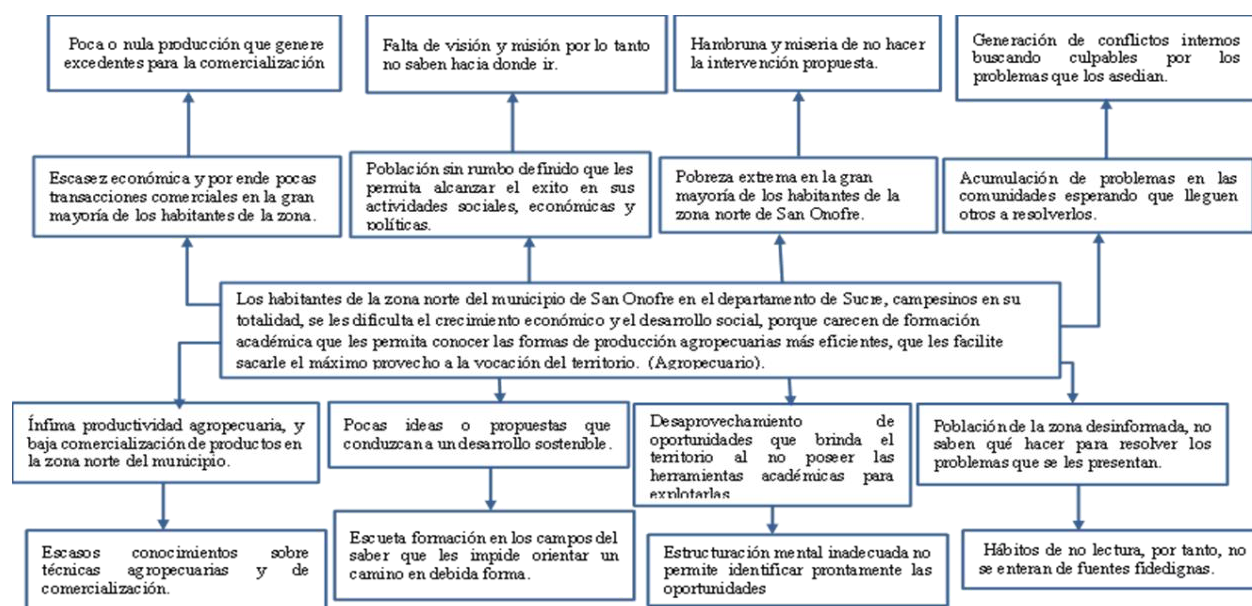 Poca o nula producción que genere
excedentes para la comercialización
Falta de visión y misión por lo tanto
no saben hacia donde ir.
Hambruna y miseria de no hacer
la intervención propuesta.
Generación de conflictos internos
buscando culpables por los
problemas que los asedian.
Escasez económica y por ende pocas
transacciones comerciales en la gran
mayoría de los habitantes de la zona.
Población sin rumbo definido que les
permita alcanzar el exito en sus
actividades sociales, económicas y
políticas.
Pobreza extrema en la gran
mayoría de los habitantes de la
zona norte de San Onofre.
Acumulación de problemas en las
comunidades esperando que lleguen
otros a resolverlos.
Los habitantes de la zona norte del municipio de San Onofre en el departamento de Sucre, campesinos en su
totalidad, se les dificulta el crecimiento económico y el desarrollo social, porque carecen de formación
académica que les permita conocer las formas de producción agropecuarias más eficientes, que les facilite
sacarle el máximo provecho a la vocación del territorio. (Agropecuario).
Ínfima productividad agropecuaria, y
baja comercialización de productos en
la zona norte del municipio.
Pocas ideas o propuestas que
conduzcan a un desarrollo sostenible.
Desaprovechamiento de
oportunidades que brinda el
territorio al no poseer las
herramientas académicas para
explotarlas
Población de la zona desinformada, no
saben qué hacer para resolver los
problemas que se les presentan.
Escasos conocimientos sobre
técnicas agropecuarias y de
comercialización.
Escueta formación en los campos del
saber que les impide orientar un
camino en debida forma.
Estructuración mental inadecuada no
permite identificar prontamente las
oportunidades
Hábitos de no lectura, por tanto, no
se enteran de fuentes fidedignas.